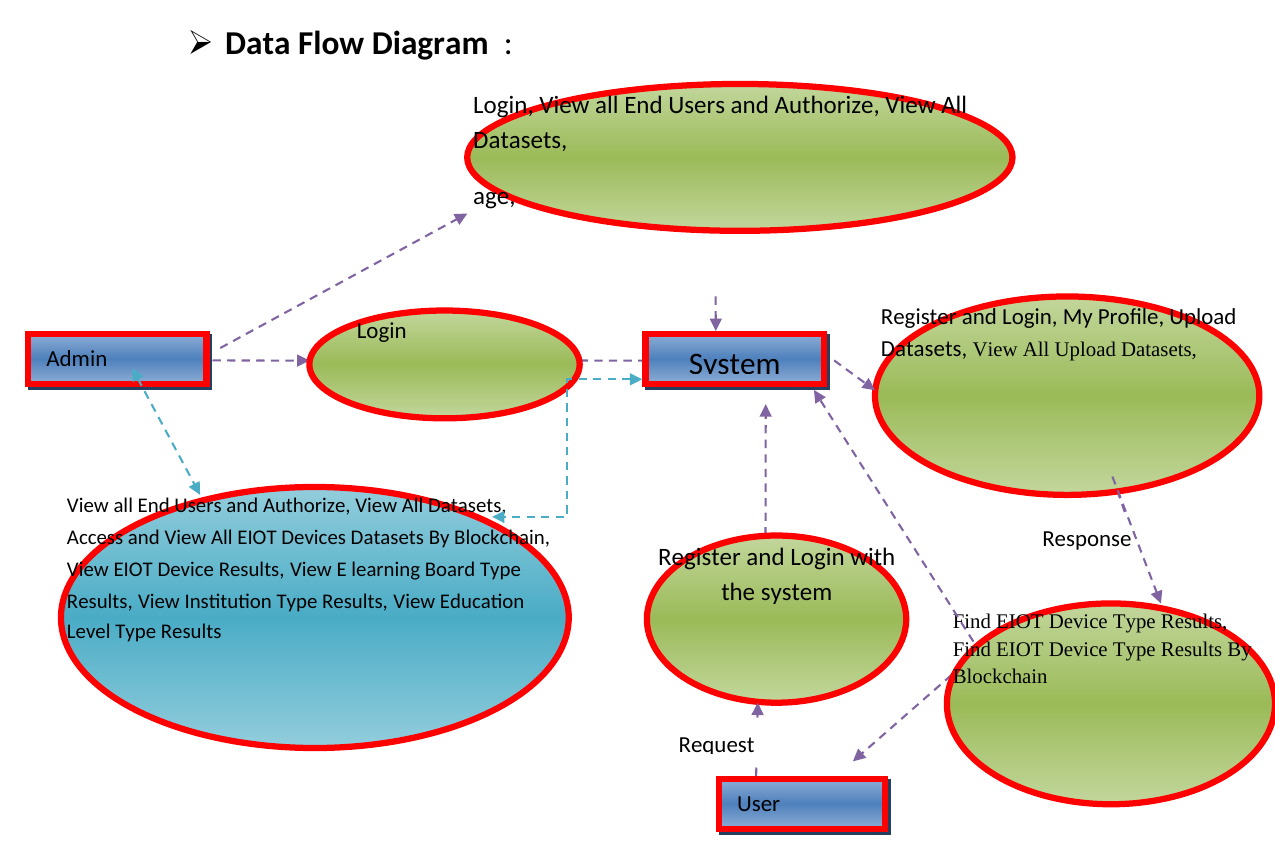 ➢ Data Flow Diagram :
Login, View all End Users and Authorize, View All
Datasets,
age,
Login
Admin
System
Register and Login, My Profile, Upload
Datasets, View All Upload Datasets,
View all End Users and Authorize, View All Datasets,
Access and View All EIOT Devices Datasets By Blockchain,
View EIOT Device Results, View E learning Board Type
Results, View Institution Type Results, View Education
Level Type Results
Response
Register and Login with
the system
Find EIOT Device Type Results,
Find EIOT Device Type Results By
Blockchain
Request
User